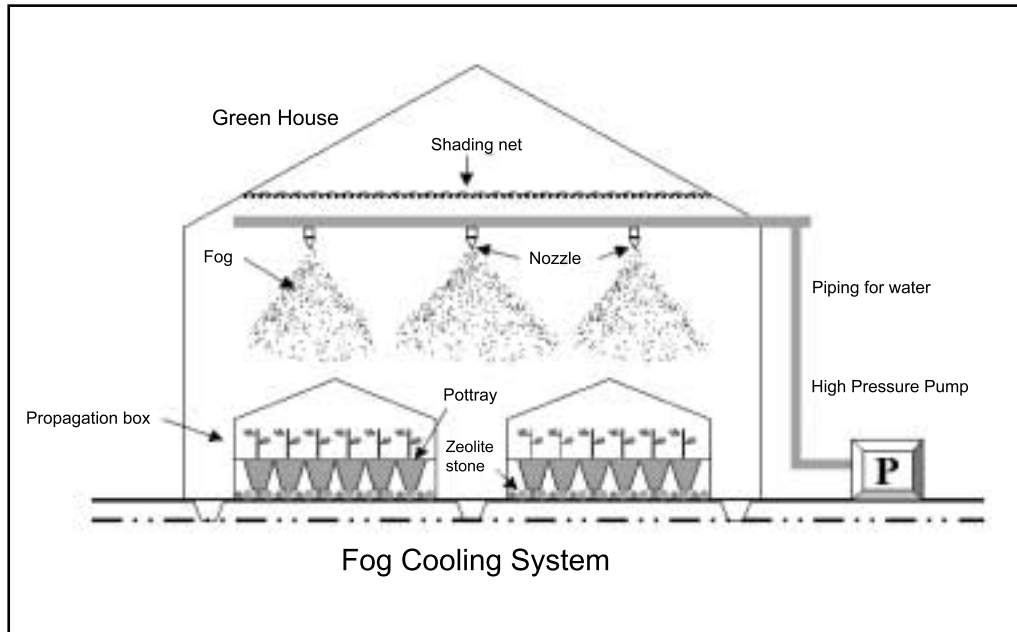 Green House
Shading net
Fog
Nozzle
Piping for water
High Pressure Pump
Pottray
Propagation box
Zeolite
stone
P
Fog Cooling System